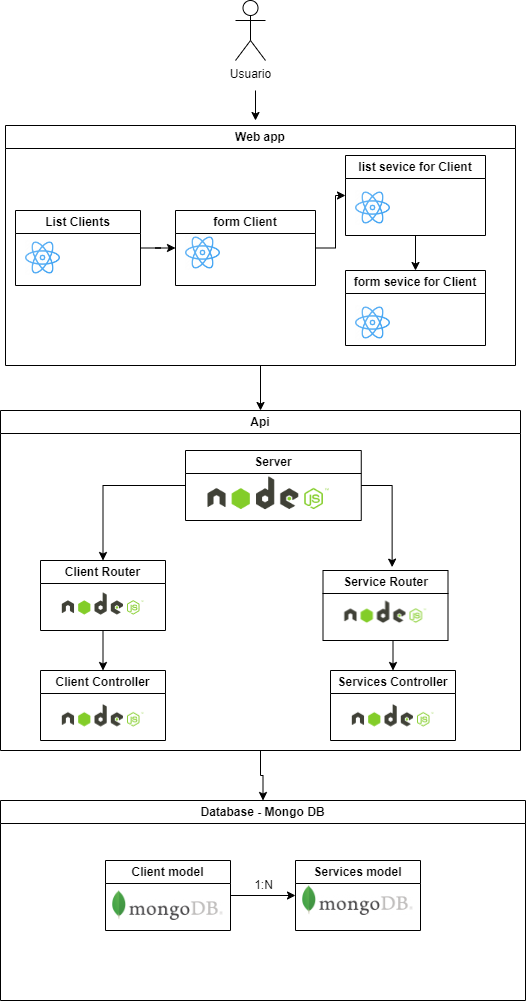 Usuario
Web app
List Clients
form Client
list sevice for Client
form sevice for Client
Api
Server
node JS
Client Router
node JS
Service Router
node JS
Client Controller
node JS
Services Controller
node JS
Database - Mongo DB
Client model
mongoDB.
1:N
Services model
mongoDB.